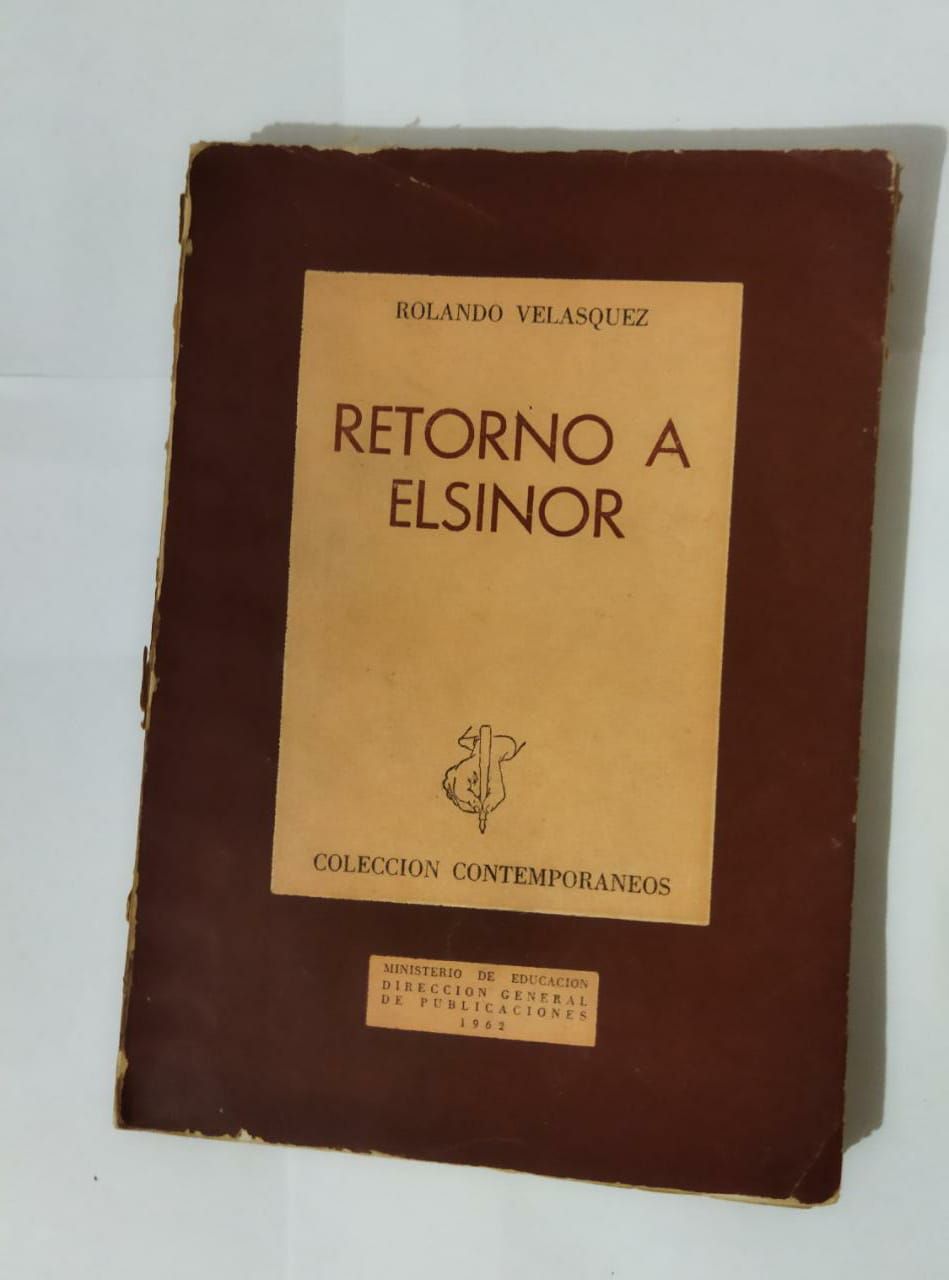 ROLANDO VELASQUEZ
RETORNO A
ELSINOR
COLECCION CONTEMPORANEOS
MINISTERIO DE EDUCACION
DIRECCION GENERAL
DE PUBLICACIONES
1962